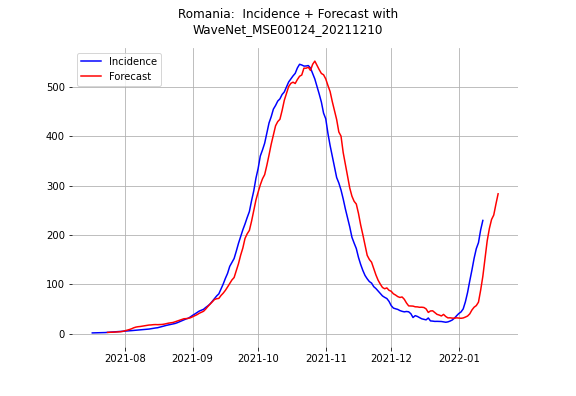 Romania:  Incidence + Forecast with
WaveNet_MSE00124_20211210
Incidence
Forecast
500
400
300
200
100
0
2021-08 2021-09 2021-10 2021-11 2021-12 2022-01